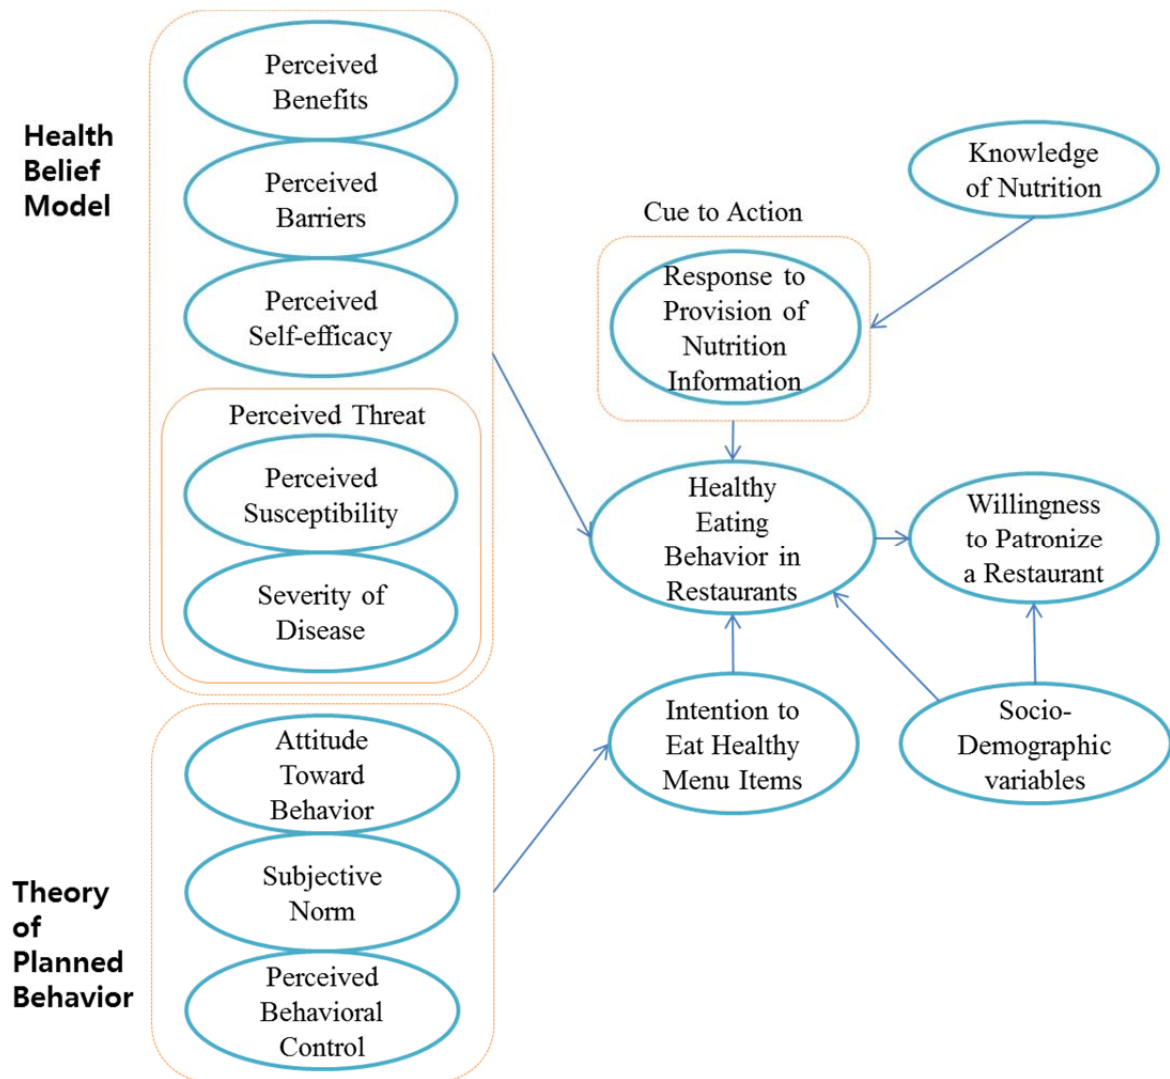 Health
Belief
Model
Perceived
Benefits
Perceived
Barriers
Perceived
Self-efficacy
Perceived Threat
Perceived
Susceptibility
Severity of
Disease
Theory
of
Planned
Behavior
Attitude
Toward
Behavior
Subjective
Norm
Perceived
Behavioral
Control
Cue to Action
Response to
Provision of
Nutrition
Information
Knowledge
of Nutrition
Healthy
Eating
Behavior in
Restaurants
Willingness
to Patronize
a Restaurant
Intention to
Eat Healthy
Menu Items
Socio-
Demographic
variables